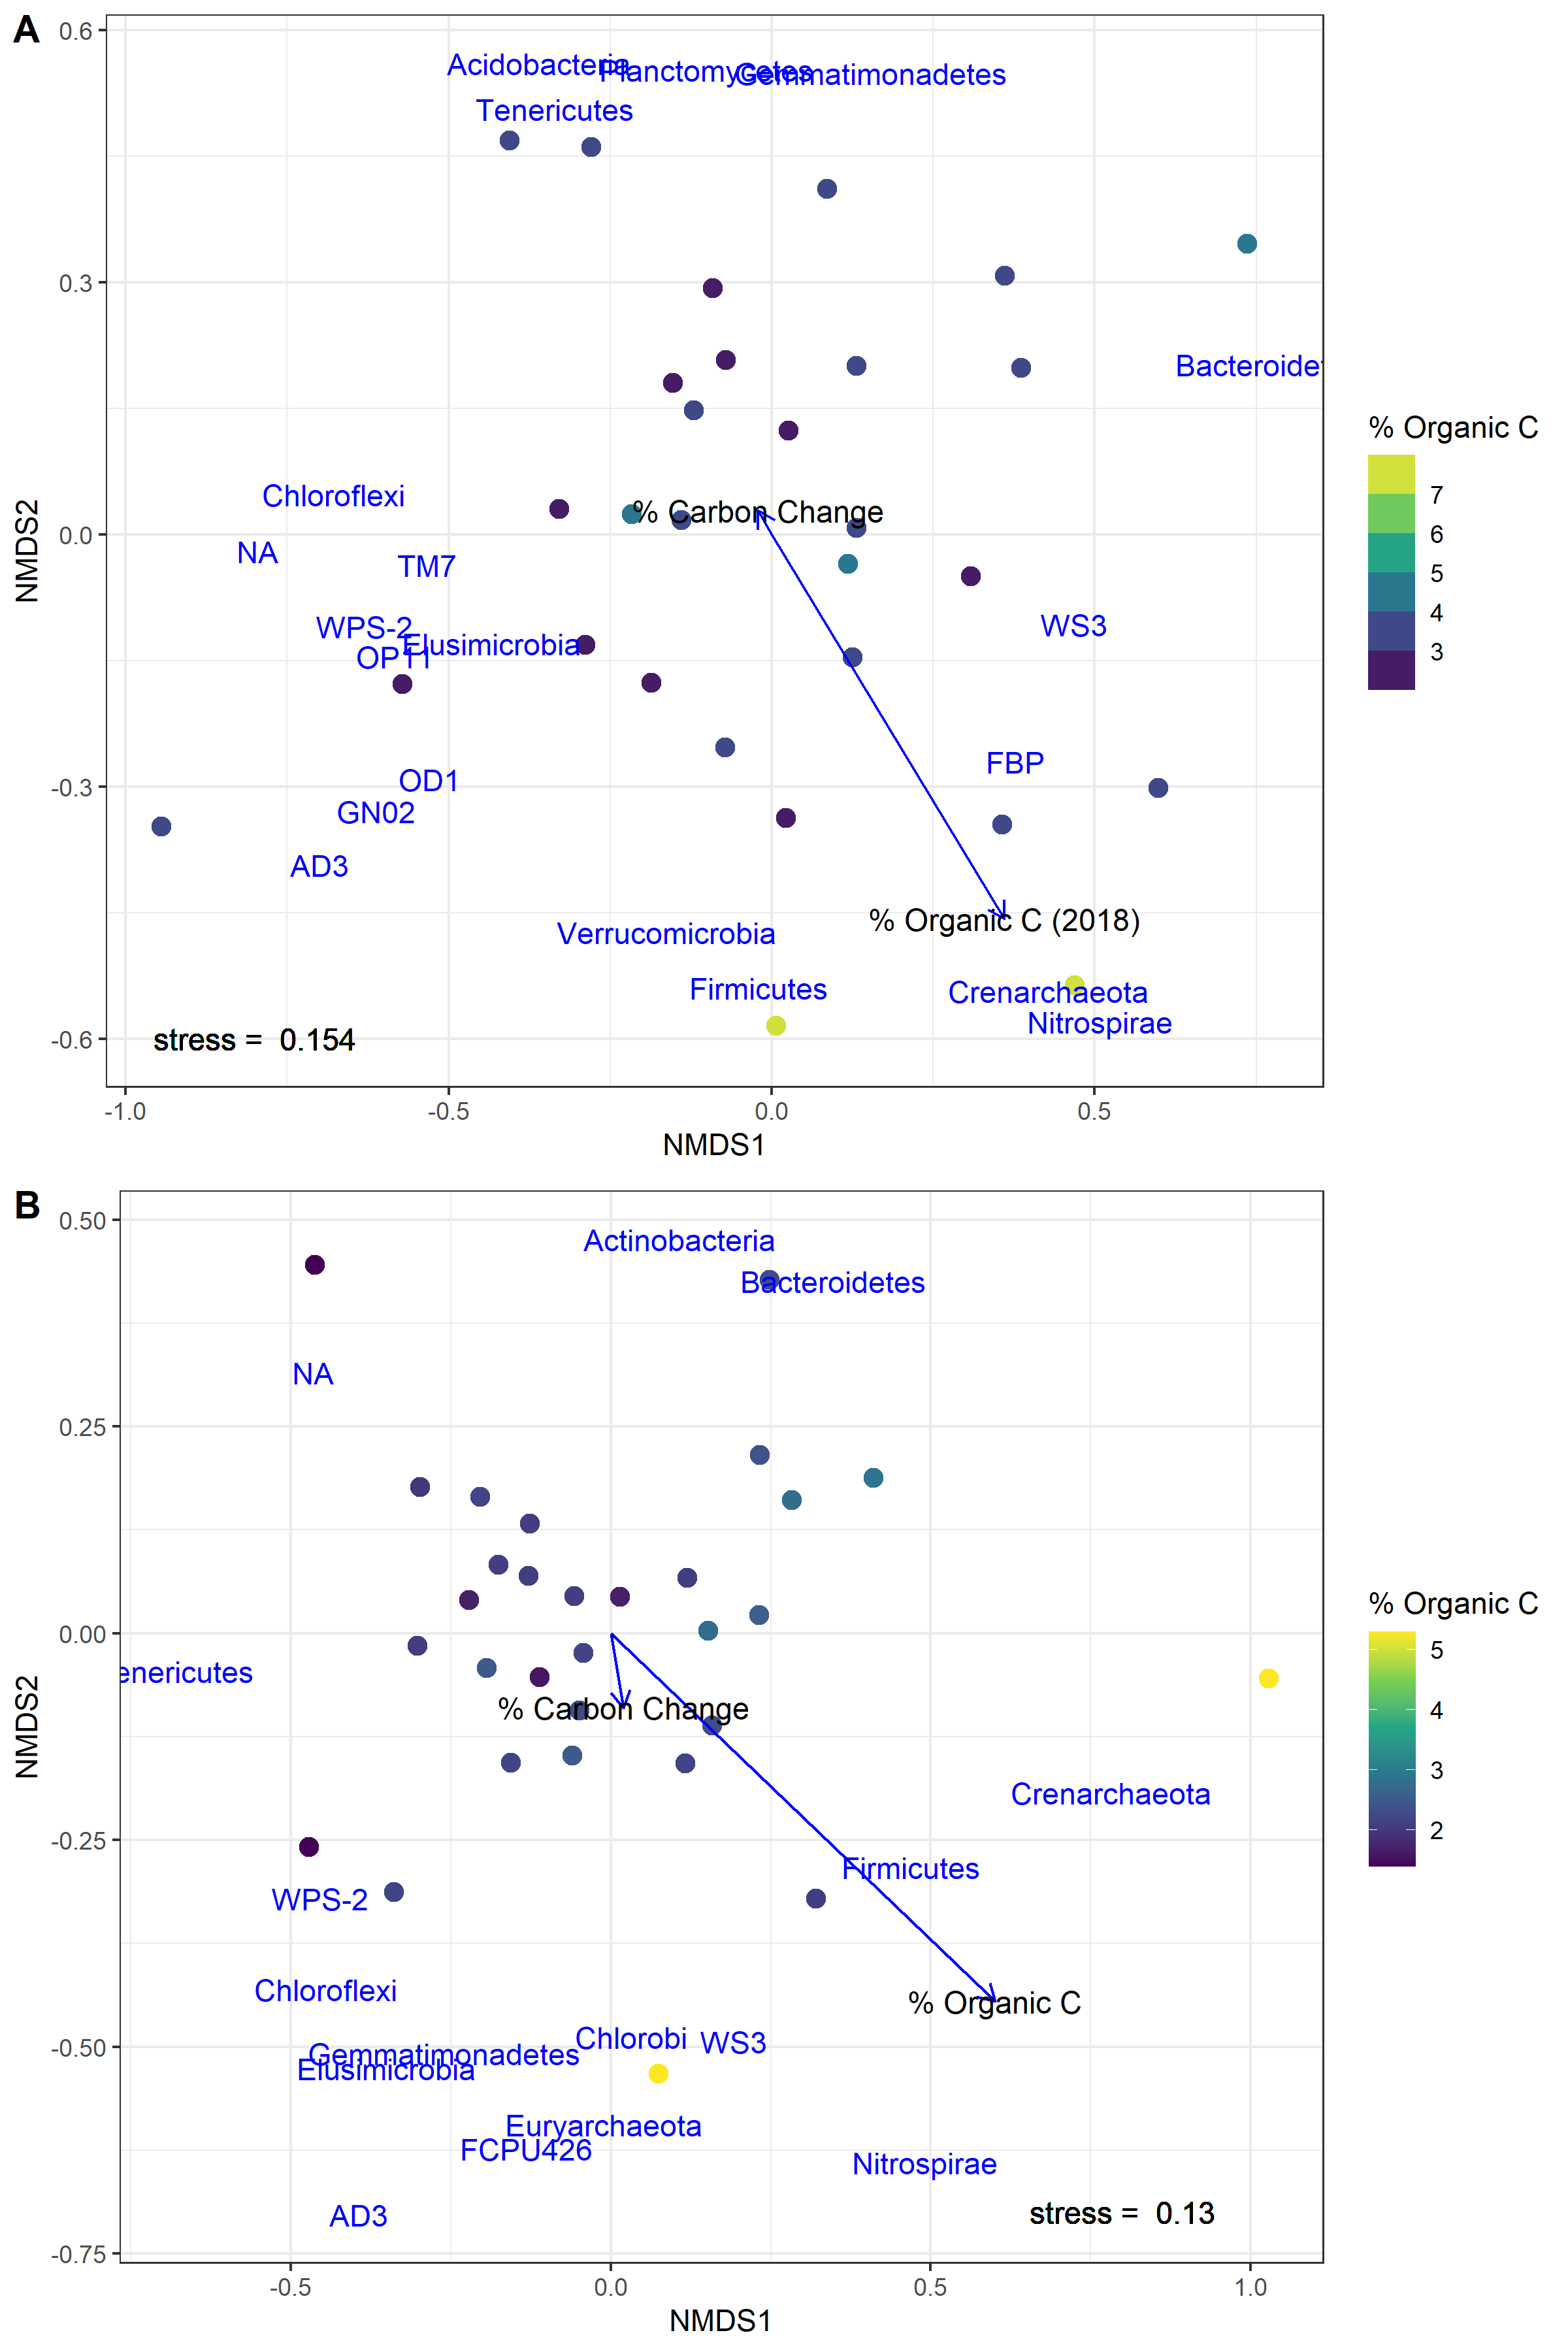 A
0.6
Acidobacteria
Planctomycetes
Gemmatimonadetes
Tenericutes
0.3
Bacteroidet
% Organic C
7
6
5
4
3
Chloroflexi
% Carbon Change
0.0
NA
TM7
WPS-2
Elusimicrobia
OP11
WS3
NMDS2
-0.3
OD1
FBP
GN02
AD3
% Organic C (2018)
Verrucomicrobia
Firmicutes
Crenarchaeota
Nitrospirae
-0.6
stress = 0.154
-1.0
-0.5
0.0
0.5
NMDS1
B
0.50
Actinobacteria
Bacteroidetes
NA
0.25
% Organic C
5
4
3
2
0.00
enericutes
% Carbon Change
NMDS2
Crenarchaeota
-0.25
Firmicutes
WPS-2
Chloroflexi
% Organic C
-0.50
Chlorobi
WS3
Gemmatimonadetes
Elusimicrobia
Euryarchaeota
FCPU426
Nitrospirae
AD3
stress = 0.13
-0.75
-0.5
0.0
0.5
1.0
NMDS1